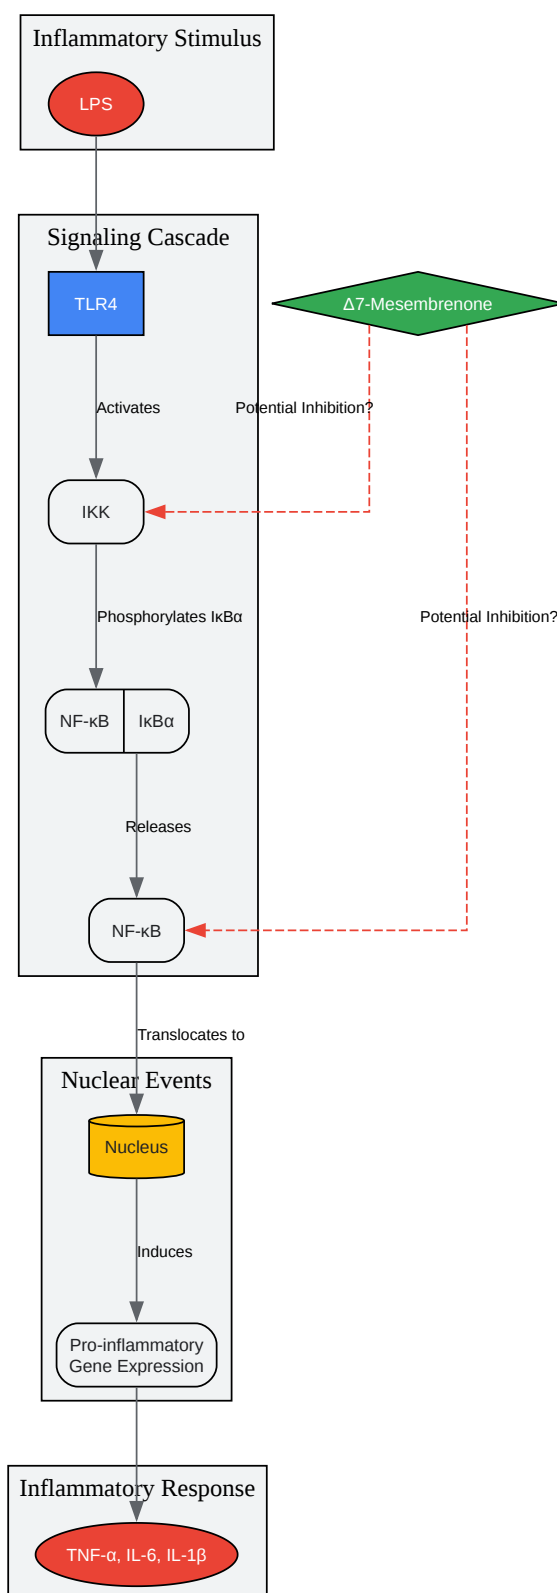 Inflammatory Stimulus
LPS
Signaling Cascade
TLR4
Δ7-Mesembrenone
Activates
Potential Inhibition?
IKK
Phosphorylates IκBα
Potential Inhibition?
NF-κB
IκBα
Releases
NF-κB
Translocates to
Nuclear Events
Nucleus
Induces
Pro-inflammatory
Gene Expression
Inflammatory Response
TNF-α, IL-6, IL-1β